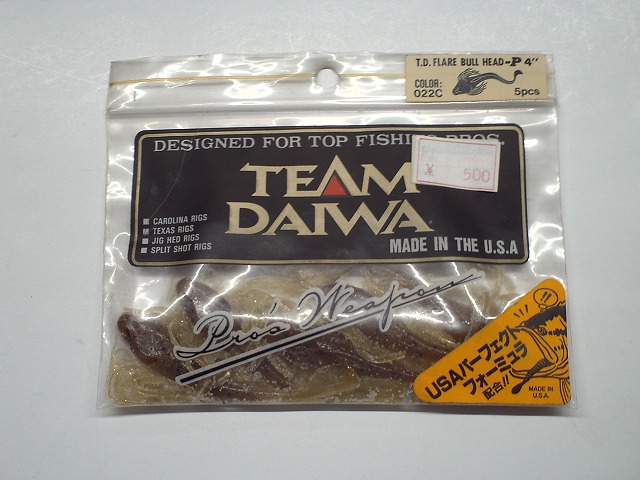 T.D. FLARE BULL HEAD-P 4"
COLOR:
022C
5pcs
DESIGNED FOR TOP FISHING PROS.
TEAM
DAIWA
¥ 500
CAROLINA RIGS
TEXAS RIGS
JIG HED RIGS
SPLIT SHOT RIGS
MADE IN THE U.S.A
Pro's Weapon
!!
USAパーフェクト
フォーミュラ
配合!!
MADE IN
U.S.A.